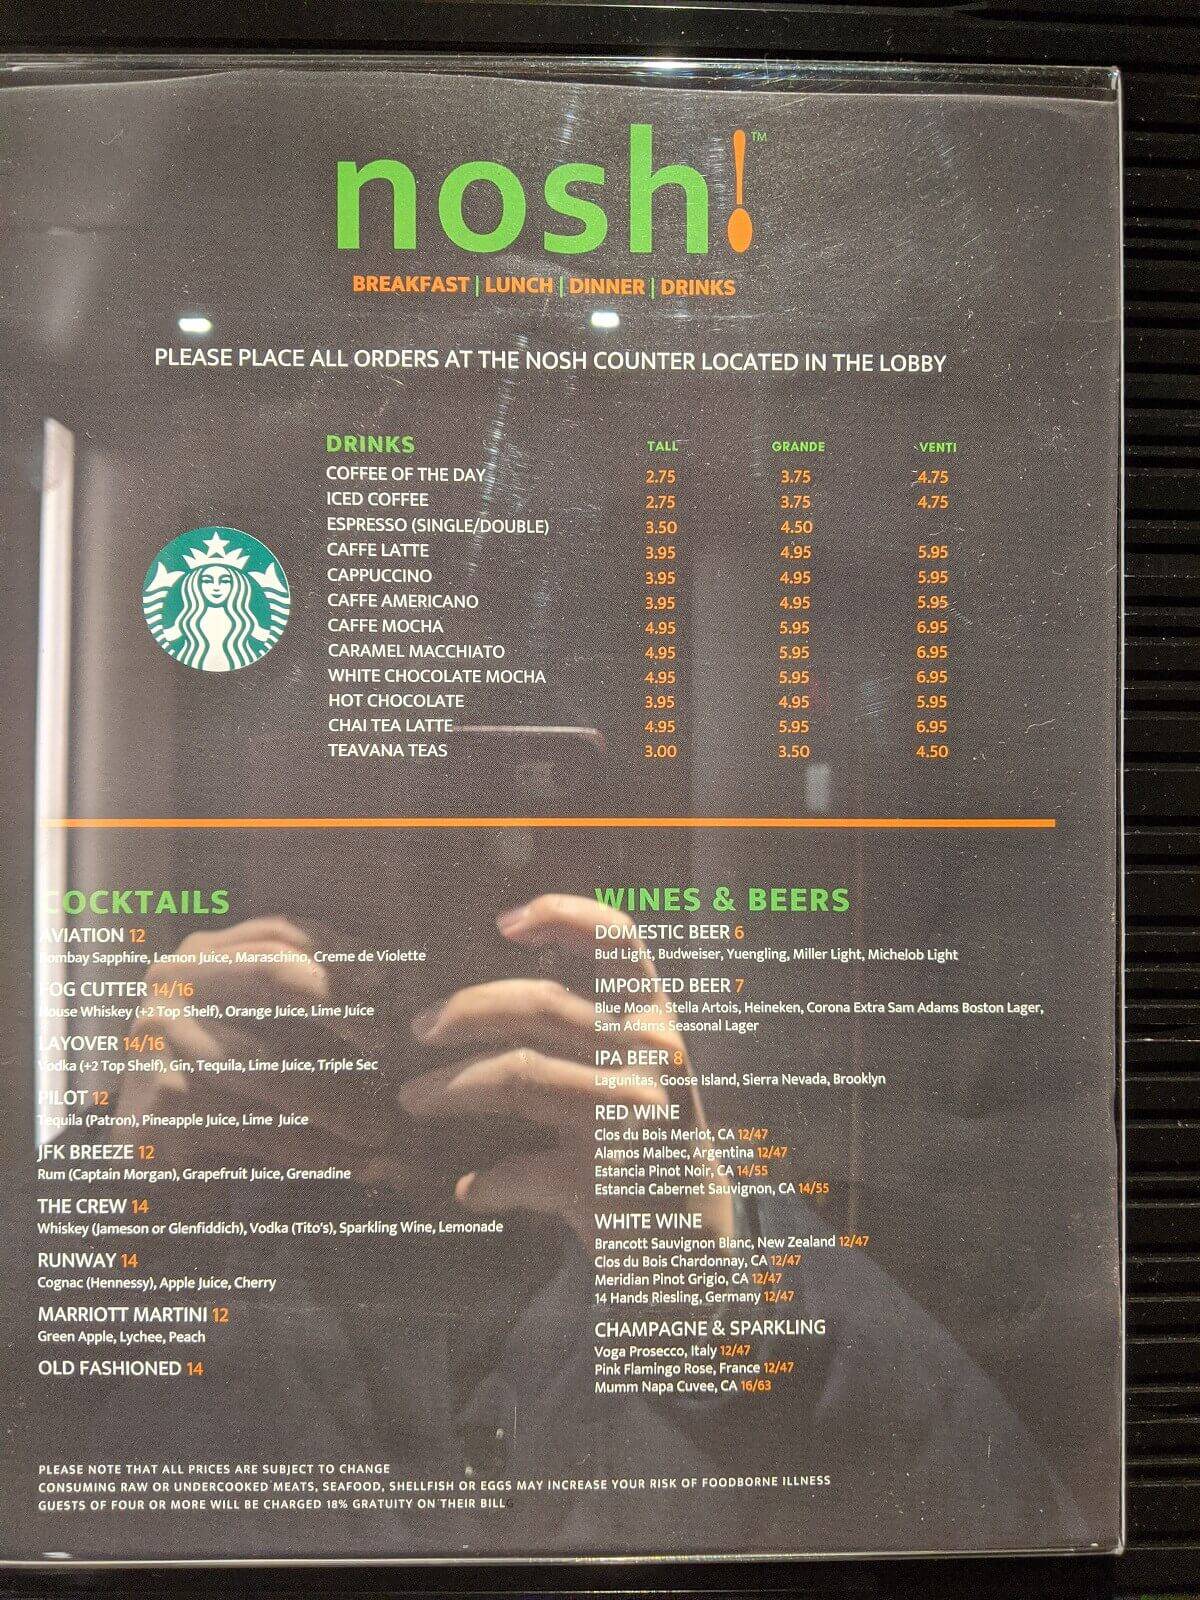 nosh!™
BREAKFAST | LUNCH | DINNER | DRINKS
PLEASE PLACE ALL ORDERS AT THE NOSH COUNTER LOCATED IN THE LOBBY
DRINKS TALL GRANDE VENTI
COFFEE OF THE DAY 2.75 3.75 4.75
ICED COFFEE 2.75 3.75 4.75
ESPRESSO (SINGLE/DOUBLE) 3.50 4.50
CAFFE LATTE 3.95 4.95 5.95
CAPPUCCINO 3.95 4.95 5.95
CAFFE AMERICANO 3.95 4.95 5.95
CAFFE MOCHA 4.95 5.95 6.95
CARAMEL MACCHIATO 4.95 5.95 6.95
WHITE CHOCOLATE MOCHA 4.95 5.95 6.95
HOT CHOCOLATE 3.95 4.95 5.95
CHAI TEA LATTE 4.95 5.95 6.95
TEAVANA TEAS 3.00 3.50 4.50
COCKTAILS
AVIATION 12
Bombay Sapphire, Lemon Juice, Maraschino, Creme de Violette
FOG CUTTER 14/16
House Whiskey (+2 Top Shelf), Orange Juice, Lime Juice
LAYOVER 14/16
Vodka (+2 Top Shelf), Gin, Tequila, Lime Juice, Triple Sec
PILOT 12
Tequila (Patron), Pineapple Juice, Lime Juice
JFK BREEZE 12
Rum (Captain Morgan), Grapefruit Juice, Grenadine
THE CREW 14
Whiskey (Jameson or Glenfiddich), Vodka (Tito's), Sparkling Wine, Lemonade
RUNWAY 14
Cognac (Hennessy), Apple Juice, Cherry
MARRIOTT MARTINI 12
Green Apple, Lychee, Peach
OLD FASHIONED 14
WINES & BEERS
DOMESTIC BEER 6
Bud Light, Budweiser, Yuengling, Miller Light, Michelob Light
IMPORTED BEER 7
Blue Moon, Stella Artois, Heineken, Corona Extra Sam Adams Boston Lager,
Sam Adams Seasonal Lager
IPA BEER 8
Lagunitas, Goose Island, Sierra Nevada, Brooklyn
RED WINE
Clos du Bois Merlot, CA 12/47
Alamos Malbec, Argentina 12/47
Estancia Pinot Noir, CA 14/55
Estancia Cabernet Sauvignon, CA 14/55
WHITE WINE
Brancott Sauvignon Blanc, New Zealand 12/47
Clos du Bois Chardonnay, CA 12/47
Meridian Pinot Grigio, CA 12/47
14 Hands Riesling, Germany 12/47
CHAMPAGNE & SPARKLING
Voga Prosecco, Italy 12/47
Pink Flamingo Rose, France 12/47
Mumm Napa Cuvee, CA 16/63
PLEASE NOTE THAT ALL PRICES ARE SUBJECT TO CHANGE
CONSUMING RAW OR UNDERCOOKED MEATS, SEAFOOD, SHELLFISH OR EGGS MAY INCREASE YOUR RISK OF FOODBORNE ILLNESS
GUESTS OF FOUR OR MORE WILL BE CHARGED 18% GRATUITY ON THEIR BILL